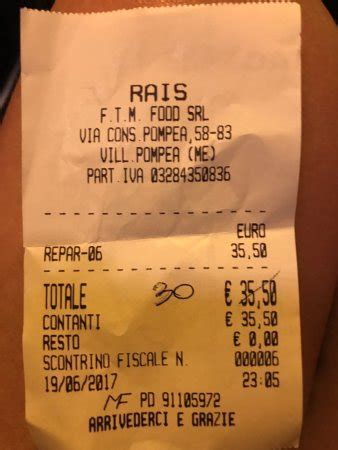 RAIS
F.T.M. FOOD SRL
VIA CONS.POMPEA,58-83
VILL.POMPEA (ME)
PART.IVA 03284350836
EURO
REPAR-06 35,50
TOTALE 30 € 35,50
CONTANTI € 35,50
RESTO € 0,00
SCONTRINO FISCALE N. 000006
19/06/2017 23:05
MF PD 91105972
ARRIVEDERCI E GRAZIE